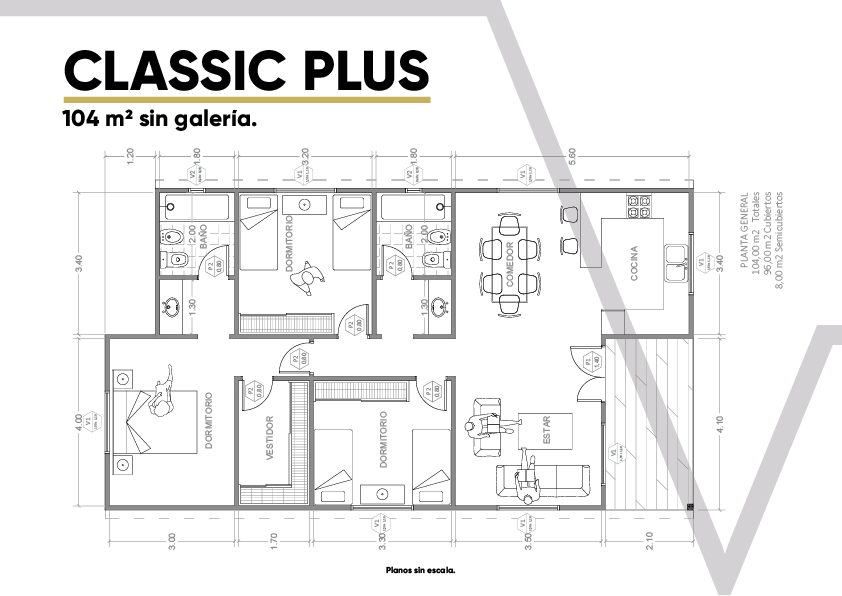 CLASSIC PLUS
104 m² sin galería.
1.20
1.80
3.20
1.80
5.60
V2
V1
V2
V1
PLANTA GENERAL
104,00 m2 Totales
96,00 m2 Cubiertos
8,00 m2 Semicubiertos
3.40
2.00
BAÑO
DORMITORIO
BAÑO
2.00
COMEDOR
COCINA
V1
3.40
P2
0.80
P2
0.80
1.30
1.30
P2
0.80
P2
0.80
P1
1.40
4.00
V1
DORMITORIO
P2
0.80
VESTIDOR
DORMITORIO
P2
0.80
ESTAR
V1
4.10
V1
V1
3.00
1.70
3.30
3.50
2.10
Planos sin escala.